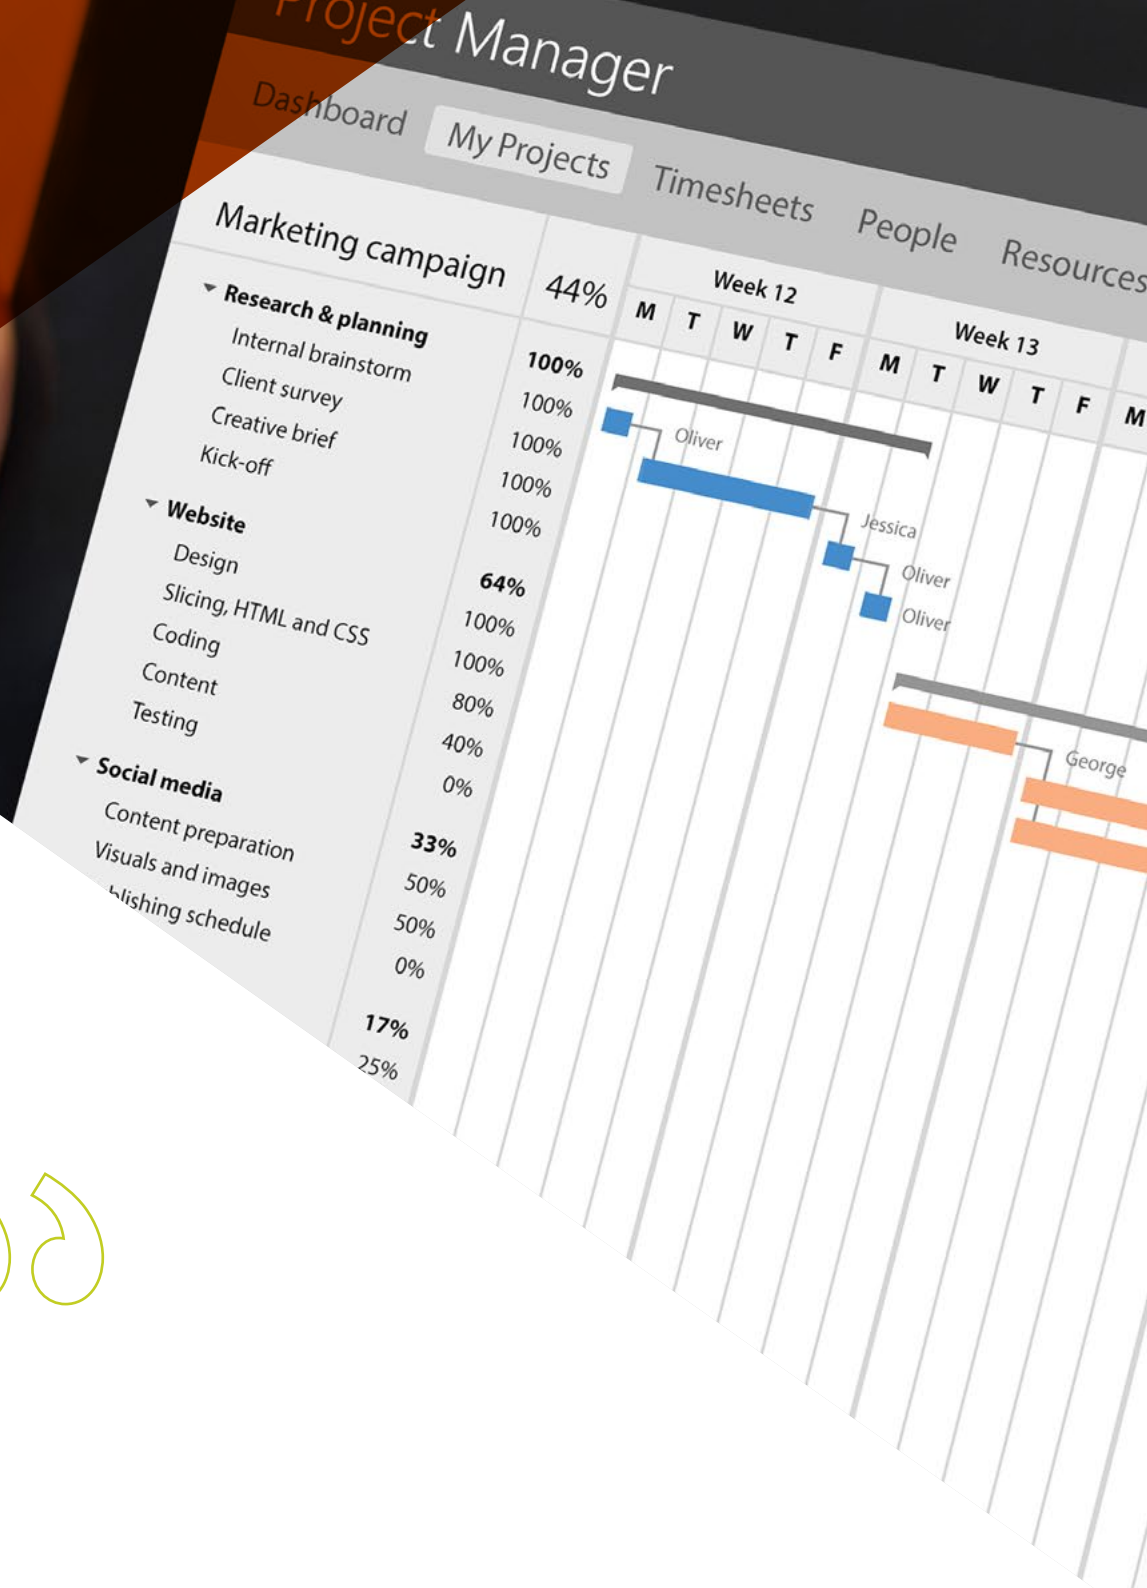 Project Manager
Dashboard My Projects Timesheets People Resources
Marketing campaign 44% Week 12 Week 13
M T W T F M T W T F M
Research & planning 100%
Internal brainstorm 100%
Client survey 100% Oliver
Creative brief 100% Jessica
Kick-off 100% Oliver
Oliver
Website 64%
Design 100% George
Slicing, HTML and CSS 100%
Coding 80%
Content 40%
Testing 0%
Social media 33%
Content preparation 50%
Visuals and images 50%
blishing schedule 0%
17%
25%